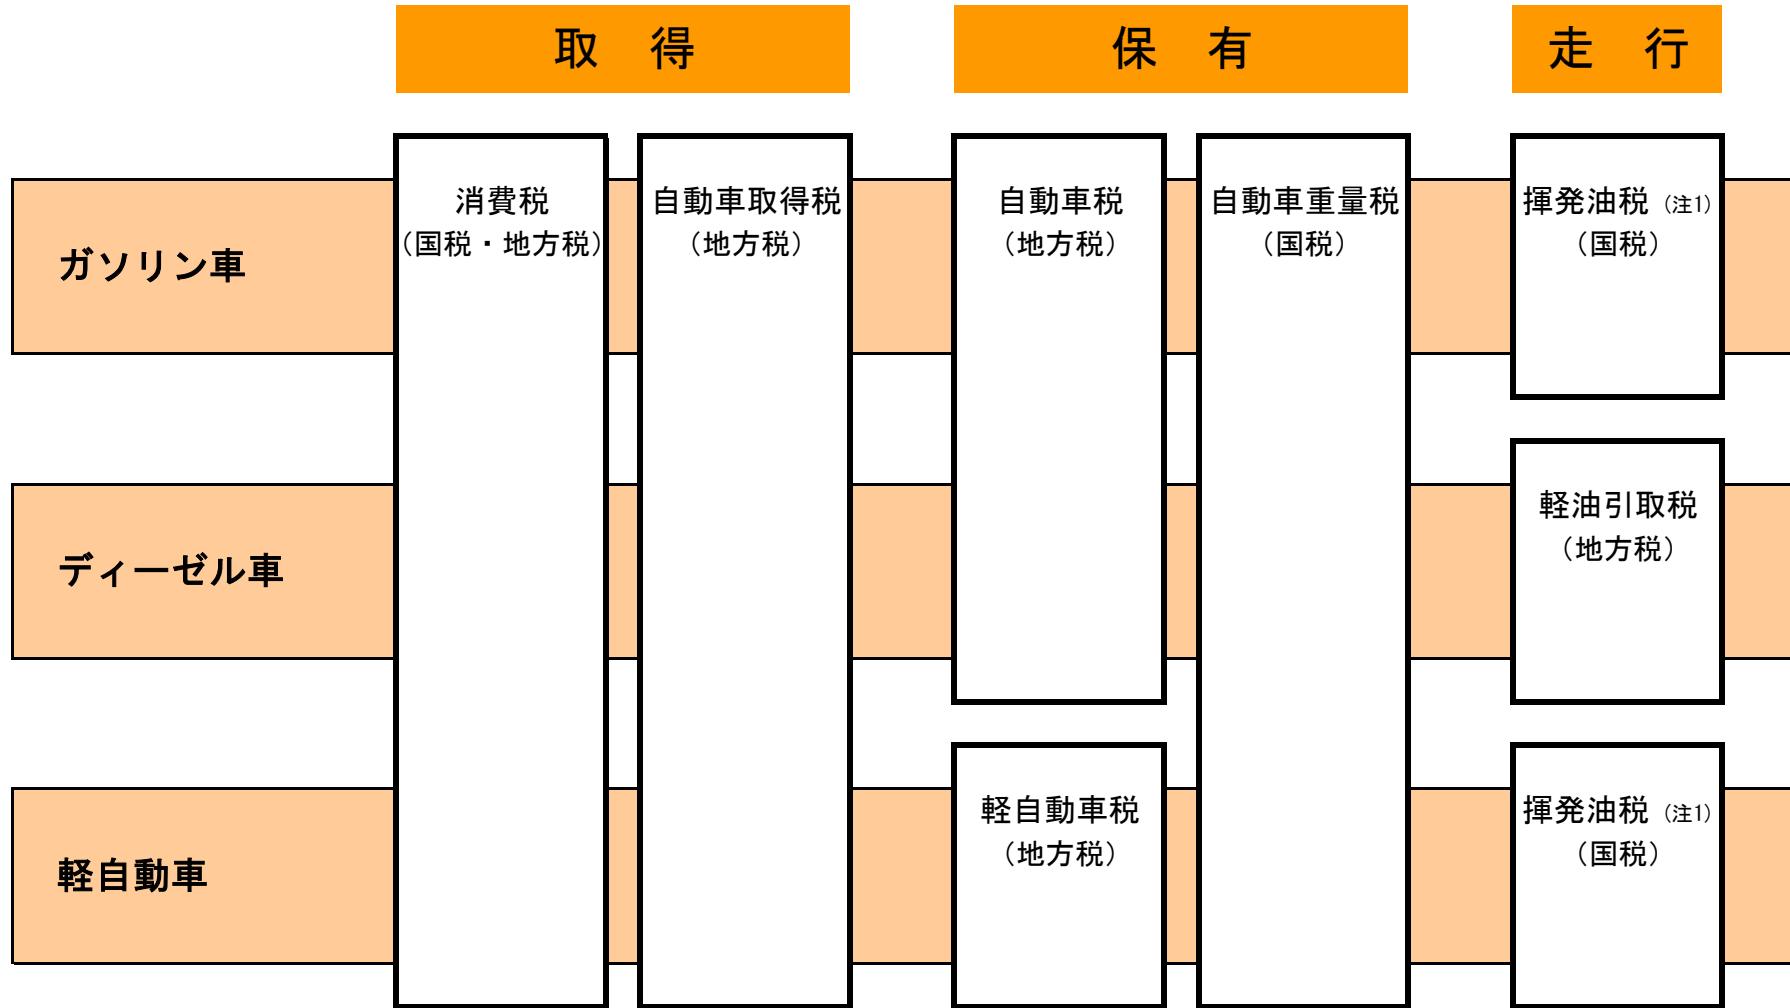 取　得
保　有
走　行
ガソリン車
消費税
（国税・地方税）
自動車取得税
（地方税）
自動車税
（地方税）
自動車重量税
（国税）
揮発油税（注1）
（国税）
ディーゼル車
軽油引取税
（地方税）
軽自動車
軽自動車税
（地方税）
揮発油税（注1）
（国税）